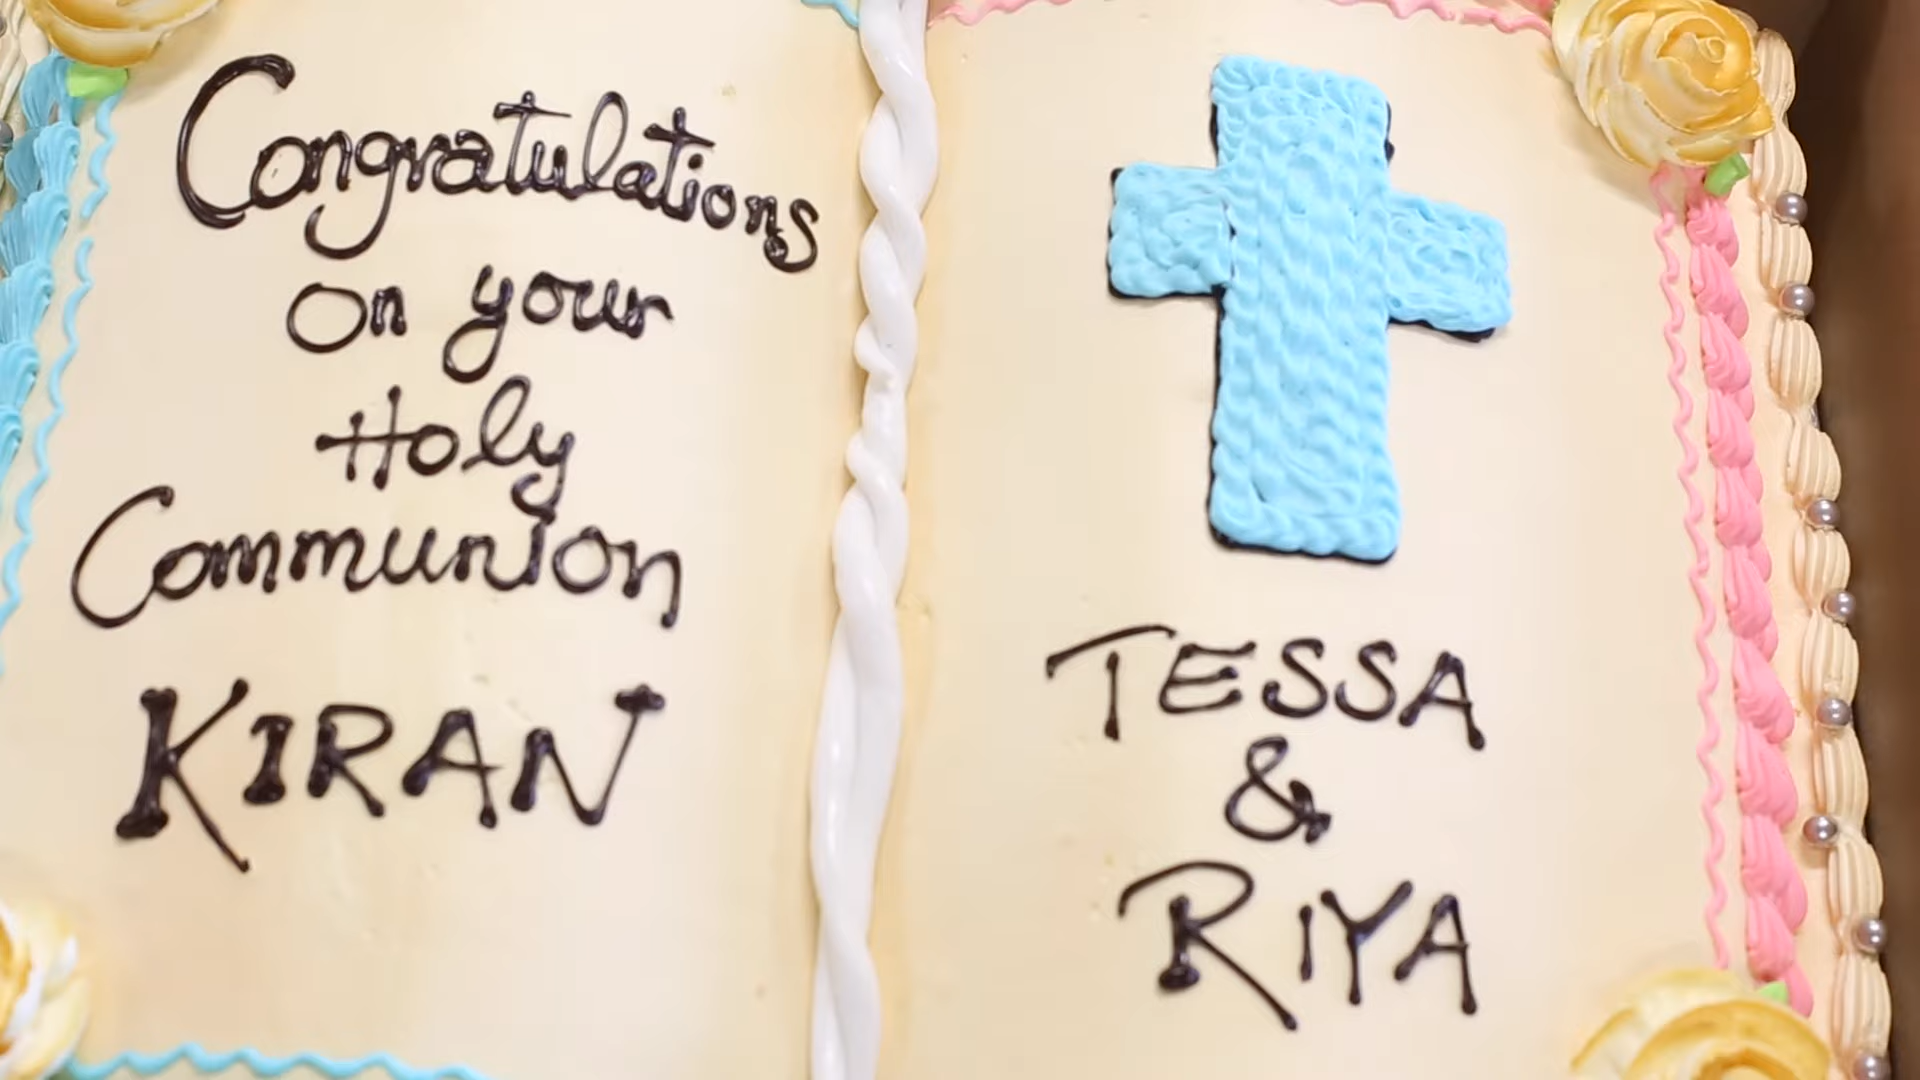 Congratulations
on your
Holy
Communion
KIRAN
TESSA
&
RIYA